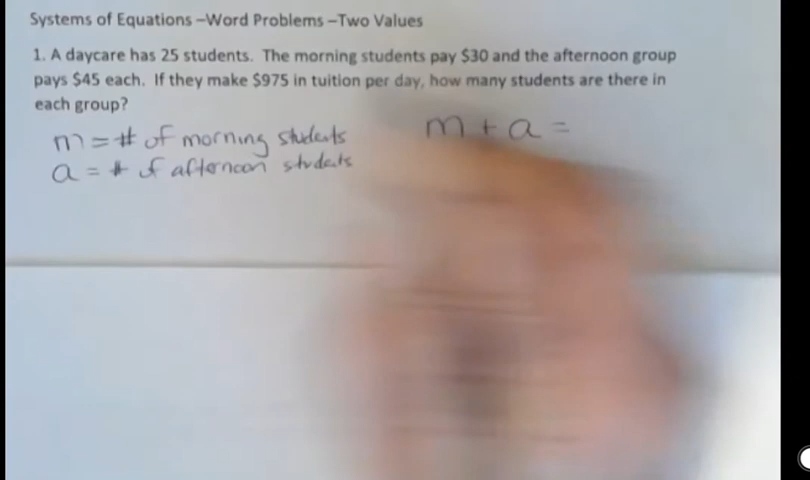 Systems of Equations –Word Problems –Two Values
1. A daycare has 25 students. The morning students pay $30 and the afternoon group
pays $45 each. If they make $975 in tuition per day, how many students are there in
each group?
m = # of morning students
a = # of afternoon students
m + a =